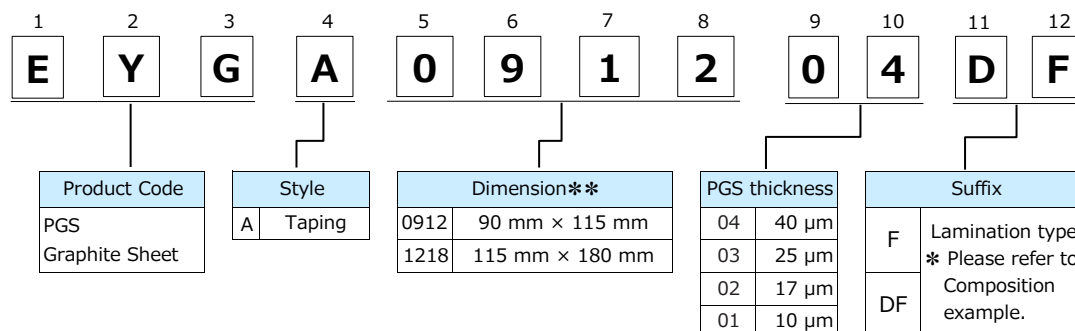 1 2 3 4 5 6 7 8 9 10 11 12
E Y G A 0 9 1 2 0 4 D F
Product Code
PGS
Graphite Sheet
Style
A Taping
Dimension**
0912 90 mm × 115 mm
1218 115 mm × 180 mm
PGS thickness
04 40 μm
03 25 μm
02 17 μm
01 10 μm
Suffix
F
DF
Lamination type
* Please refer to
Composition
example.